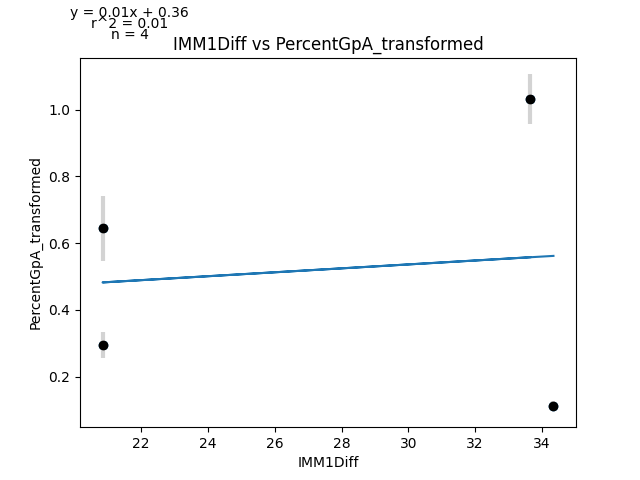 y = 0.01x + 0.36
r^2 = 0.01
n = 4
IMM1Diff vs PercentGpA_transformed
PercentGpA_transformed
1.0
0.8
0.6
0.4
0.2
22 24 26 28 30 32 34
IMM1Diff